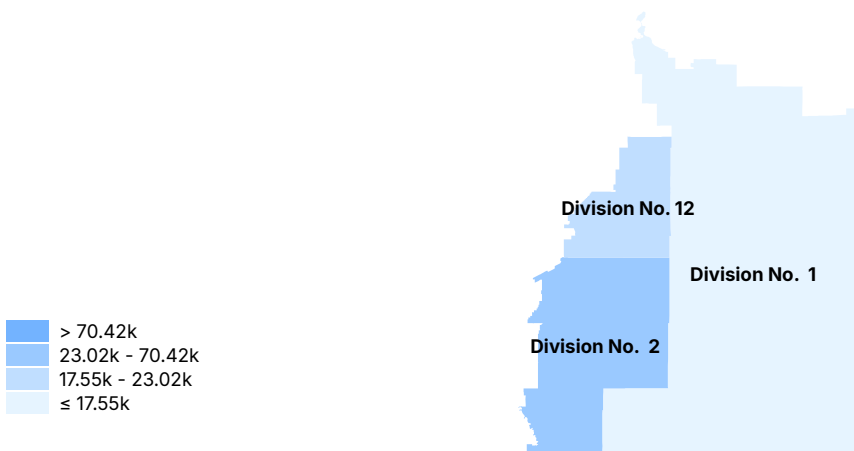 Division No. 12
Division No.  1
Division No.  2
> 70.42k
23.02k - 70.42k
17.55k - 23.02k
≤ 17.55k